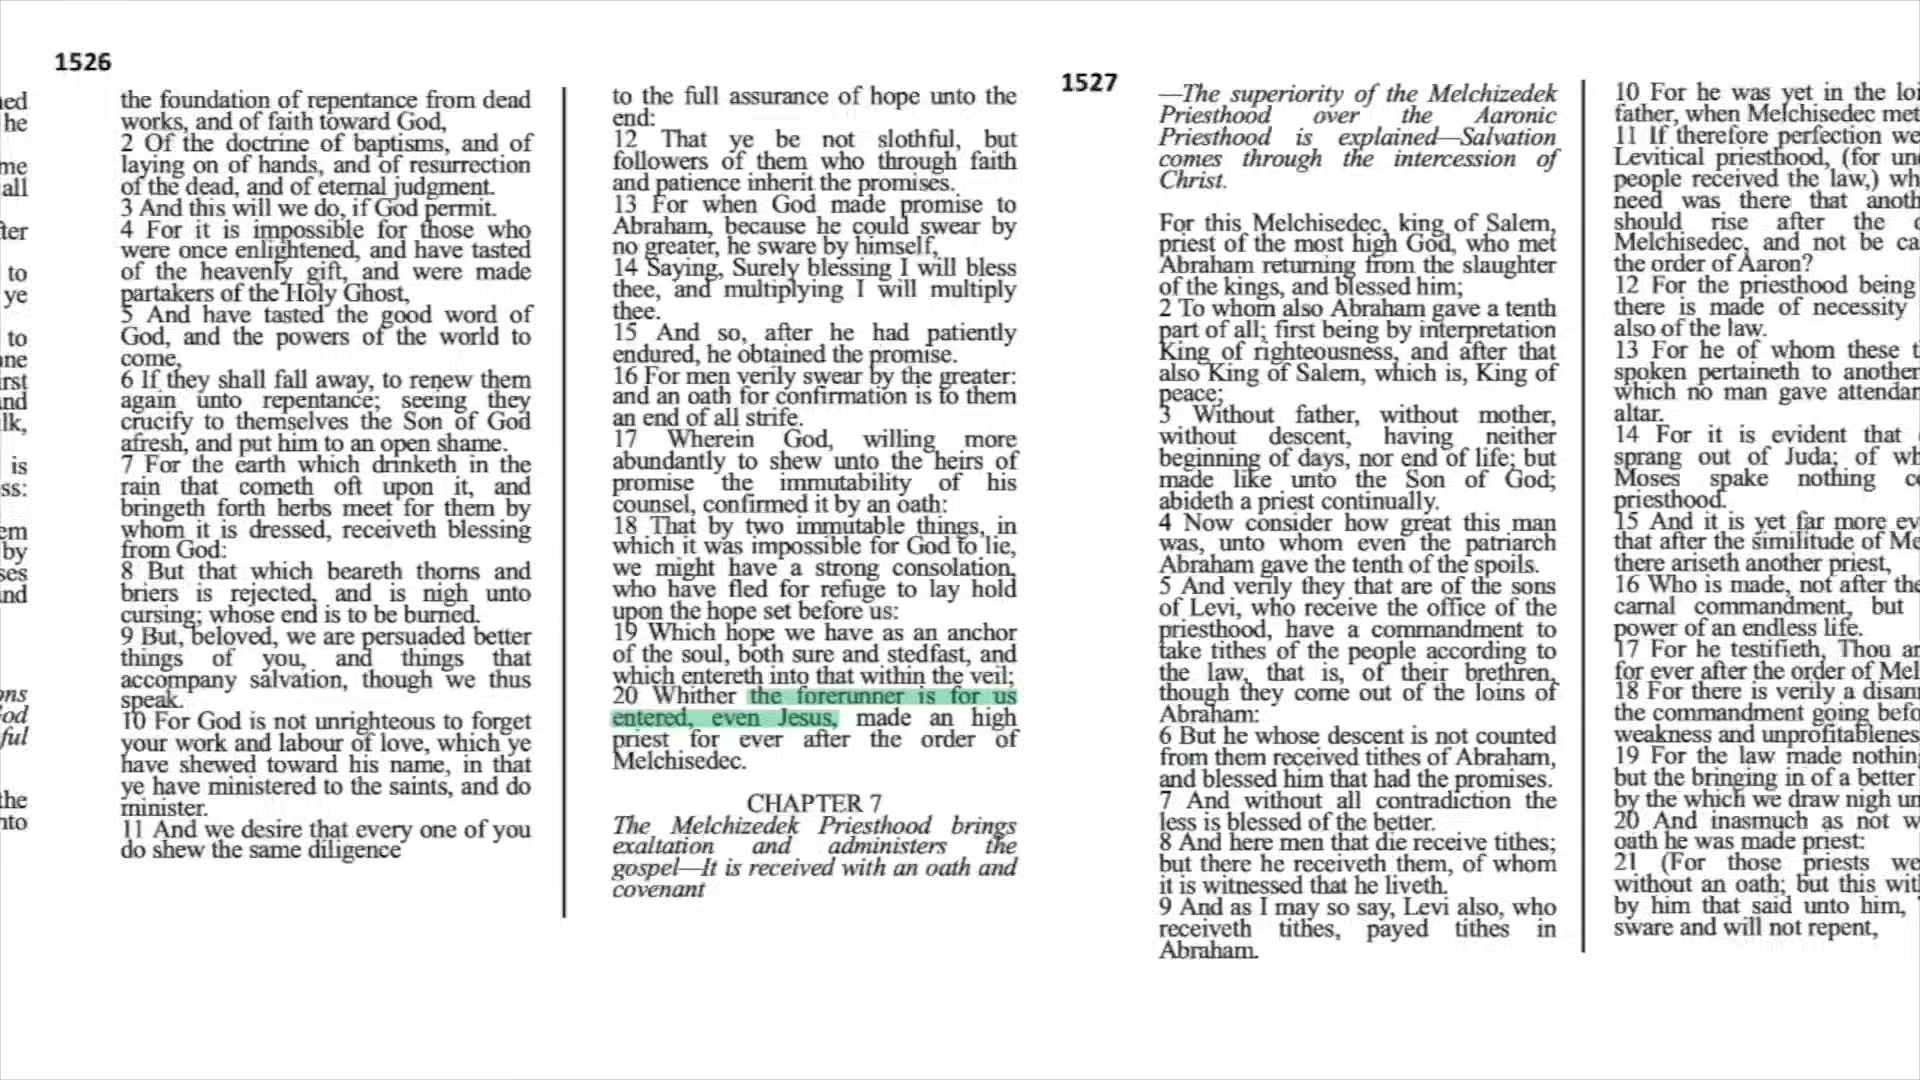 1526
ed
he
me
all
to
ye
to
ne
rst
nd
lk,
is
ss:
em
by
ses
nd
ons
od
ful
the
nto
the foundation of repentance from dead
works, and of faith toward God,
2 Of the doctrine of baptisms, and of
laying on of hands, and of resurrection
of the dead, and of eternal judgment.
3 And this will we do, if God permit.
4 For it is impossible for those who
were once enlightened, and have tasted
of the heavenly gift, and were made
partakers of the Holy Ghost,
5 And have tasted the good word of
God, and the powers of the world to
come,
6 If they shall fall away, to renew them
again unto repentance; seeing they
crucify to themselves the Son of God
afresh, and put him to an open shame.
7 For the earth which drinketh in the
rain that cometh oft upon it, and
bringeth forth herbs meet for them by
whom it is dressed, receiveth blessing
from God:
8 But that which beareth thorns and
briers is rejected, and is nigh unto
cursing; whose end is to be burned.
9 But, beloved, we are persuaded better
things of you, and things that
accompany salvation, though we thus
speak.
10 For God is not unrighteous to forget
your work and labour of love, which ye
have shewed toward his name, in that
ye have ministered to the saints, and do
minister.
11 And we desire that every one of you
do shew the same diligence
to the full assurance of hope unto the
end:
12 That ye be not slothful, but
followers of them who through faith
and patience inherit the promises.
13 For when God made promise to
Abraham, because he could swear by
no greater, he sware by himself,
14 Saying, Surely blessing I will bless
thee, and multiplying I will multiply
thee.
15 And so, after he had patiently
endured, he obtained the promise.
16 For men verily swear by the greater:
and an oath for confirmation is to them
an end of all strife.
17 Wherein God, willing more
abundantly to shew unto the heirs of
promise the immutability of his
counsel, confirmed it by an oath:
18 That by two immutable things, in
which it was impossible for God to lie,
we might have a strong consolation,
who have fled for refuge to lay hold
upon the hope set before us:
19 Which hope we have as an anchor
of the soul, both sure and stedfast, and
which entereth into that within the veil;
20 Whither the forerunner is for us
entered, even Jesus, made an high
priest for ever after the order of
Melchisedec.
CHAPTER 7
The Melchizedek Priesthood brings
exaltation and administers the
gospel—It is received with an oath and
covenant
1527
—The superiority of the Melchizedek
Priesthood over the Aaronic
Priesthood is explained—Salvation
comes through the intercession of
Christ.
For this Melchisedec, king of Salem,
priest of the most high God, who met
Abraham returning from the slaughter
of the kings, and blessed him;
2 To whom also Abraham gave a tenth
part of all; first being by interpretation
King of righteousness, and after that
also King of Salem, which is, King of
peace;
3 Without father, without mother,
without descent, having neither
beginning of days, nor end of life; but
made like unto the Son of God;
abideth a priest continually.
4 Now consider how great this man
was, unto whom even the patriarch
Abraham gave the tenth of the spoils.
5 And verily they that are of the sons
of Levi, who receive the office of the
priesthood, have a commandment to
take tithes of the people according to
the law, that is, of their brethren,
though they come out of the loins of
Abraham:
6 But he whose descent is not counted
from them received tithes of Abraham,
and blessed him that had the promises.
7 And without all contradiction the
less is blessed of the better.
8 And here men that die receive tithes;
but there he receiveth them, of whom
it is witnessed that he liveth.
9 And as I may so say, Levi also, who
receiveth tithes, payed tithes in
Abraham.
10 For he was yet in the loi
father, when Melchisedec met
11 If therefore perfection we
Levitical priesthood, (for un
people received the law,) wh
need was there that anoth
should rise after the
Melchisedec, and not be ca
the order of Aaron?
12 For the priesthood being
there is made of necessity
also of the law.
13 For he of whom these t
spoken pertaineth to another
which no man gave attendan
altar.
14 For it is evident that
sprang out of Juda; of wh
Moses spake nothing c
priesthood.
15 And it is yet far more ev
that after the similitude of Me
there ariseth another priest,
16 Who is made, not after the
carnal commandment, but
power of an endless life.
17 For he testifieth, Thou ar
for ever after the order of Mel
18 For there is verily a disann
the commandment going befo
weakness and unprofitablenes
19 For the law made nothing
but the bringing in of a better
by the which we draw nigh un
20 And inasmuch as not w
oath he was made priest:
21 (For those priests we
without an oath; but this with
by him that said unto him,
sware and will not repent,